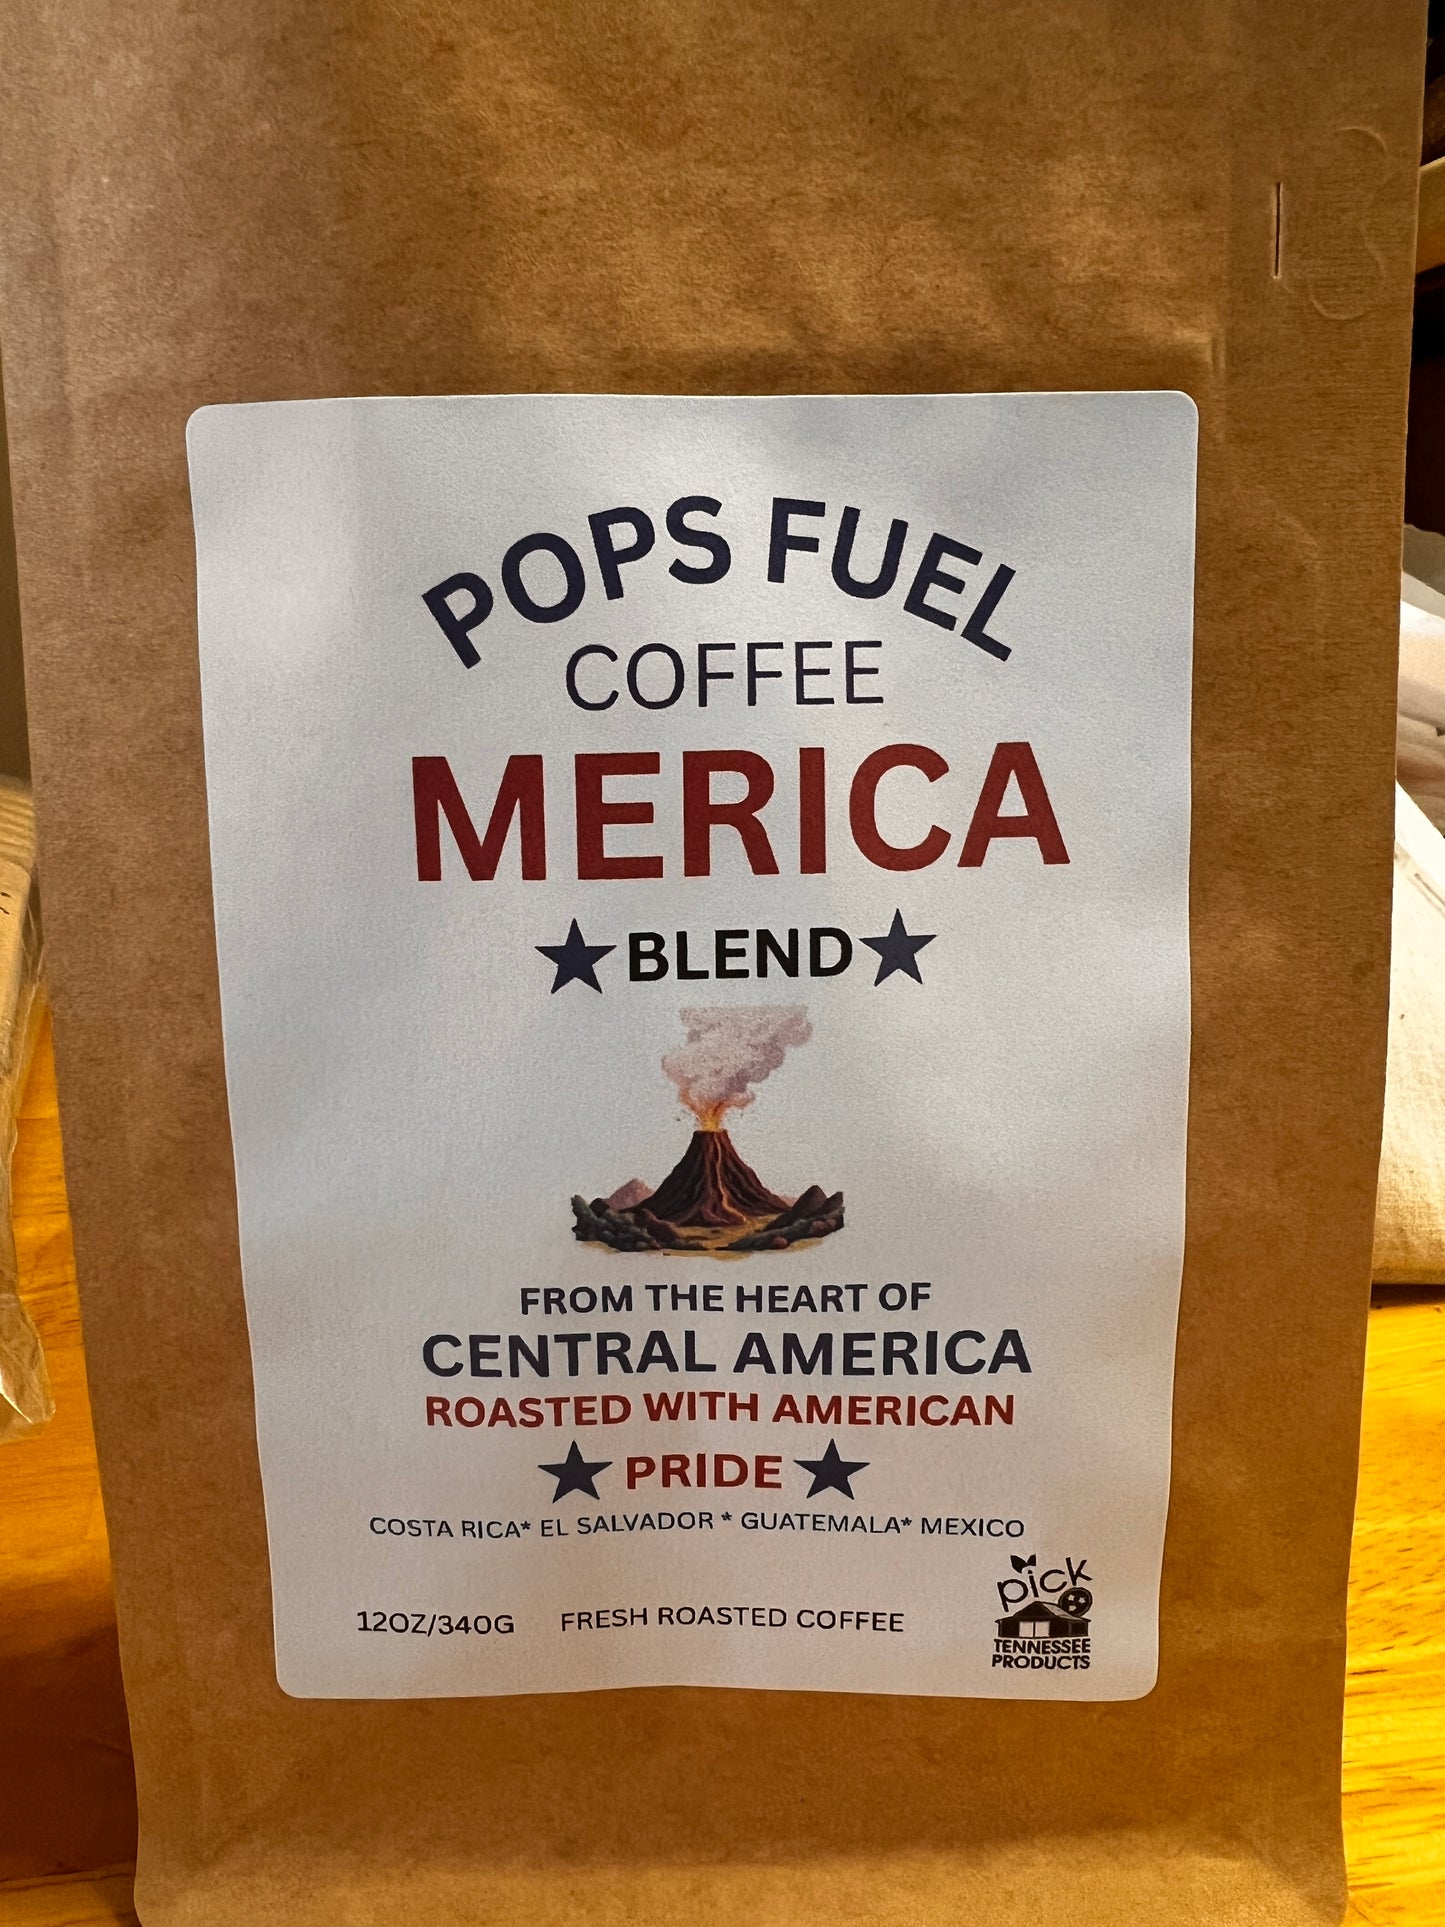 POPS FUEL
COFFEE
MERICA
★BLEND★
FROM THE HEART OF
CENTRAL AMERICA
ROASTED WITH AMERICAN
★ PRIDE ★
COSTA RICA* EL SALVADOR * GUATEMALA* MEXICO
12OZ/340G FRESH ROASTED COFFEE
pick
TENNESSEE
PRODUCTS